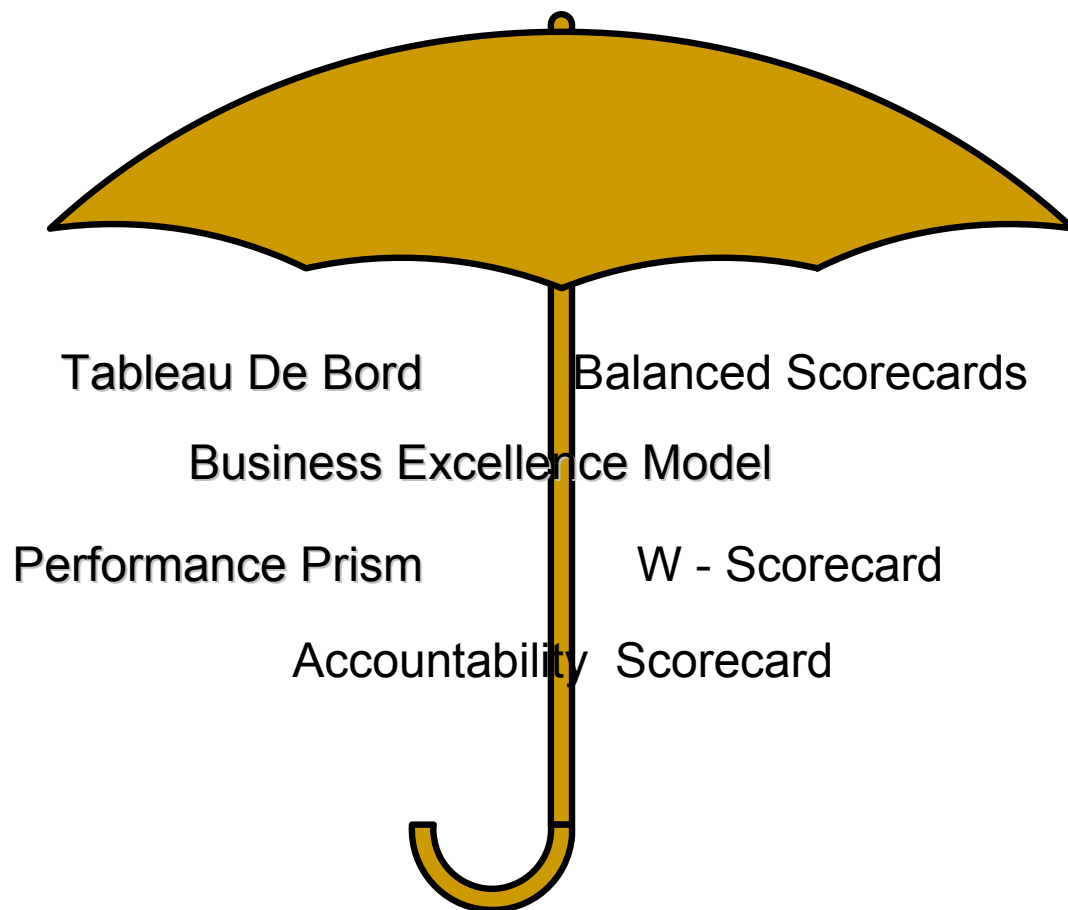 Tableau De Bord Balanced Scorecards
Business Excellence Model
Performance Prism W - Scorecard
Accountability Scorecard